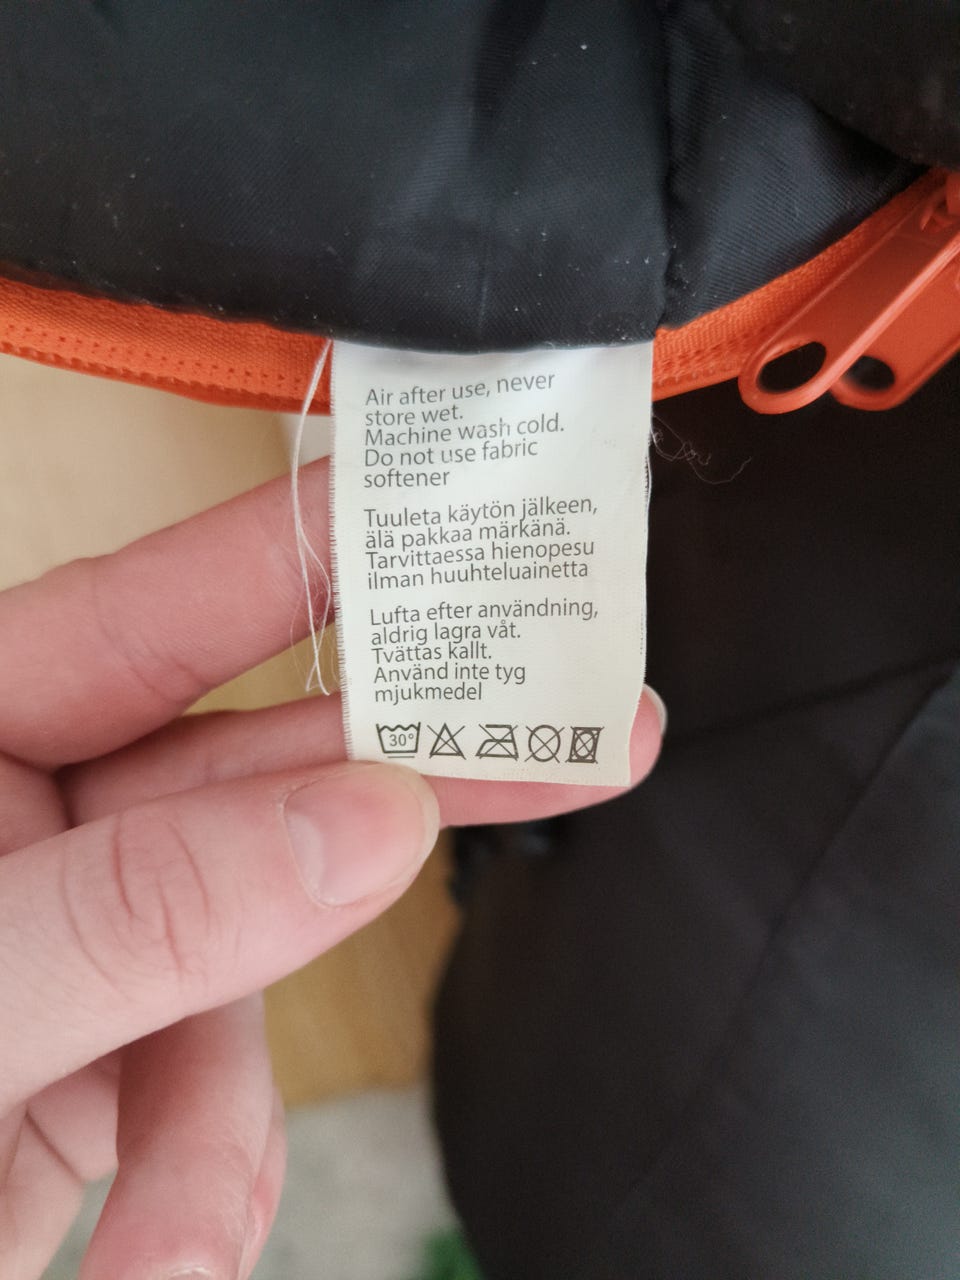 Air after use, never
store wet.
Machine wash cold.
Do not use fabric
softener
Tuuleta käytön jälkeen,
älä pakkaa märkänä.
Tarvittaessa hienopesu
ilman huuhteluainetta
Lufta efter användning,
aldrig lagra våt.
Tvättas kallt.
Använd inte tyg
mjukmedel
30°